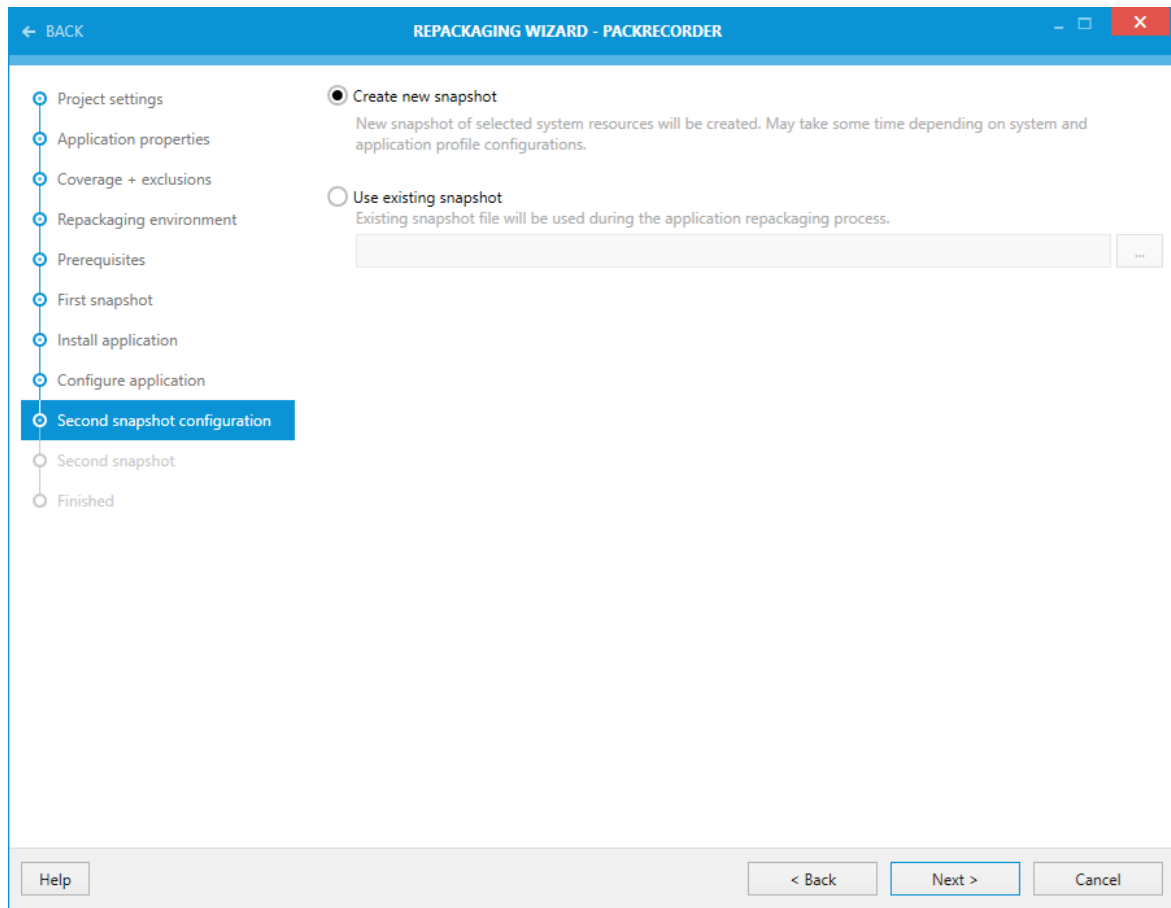 BACK
REPACKAGING WIZARD - PACKRECORDER
Project settings
Application properties
Coverage + exclusions
Repackaging environment
Prerequisites
First snapshot
Install application
Configure application
Second snapshot configuration
Second snapshot
Finished
Create new snapshot
New snapshot of selected system resources will be created. May take some time depending on system and
application profile configurations.
Use existing snapshot
Existing snapshot file will be used during the application repackaging process.
...
Help
< Back
Next >
Cancel